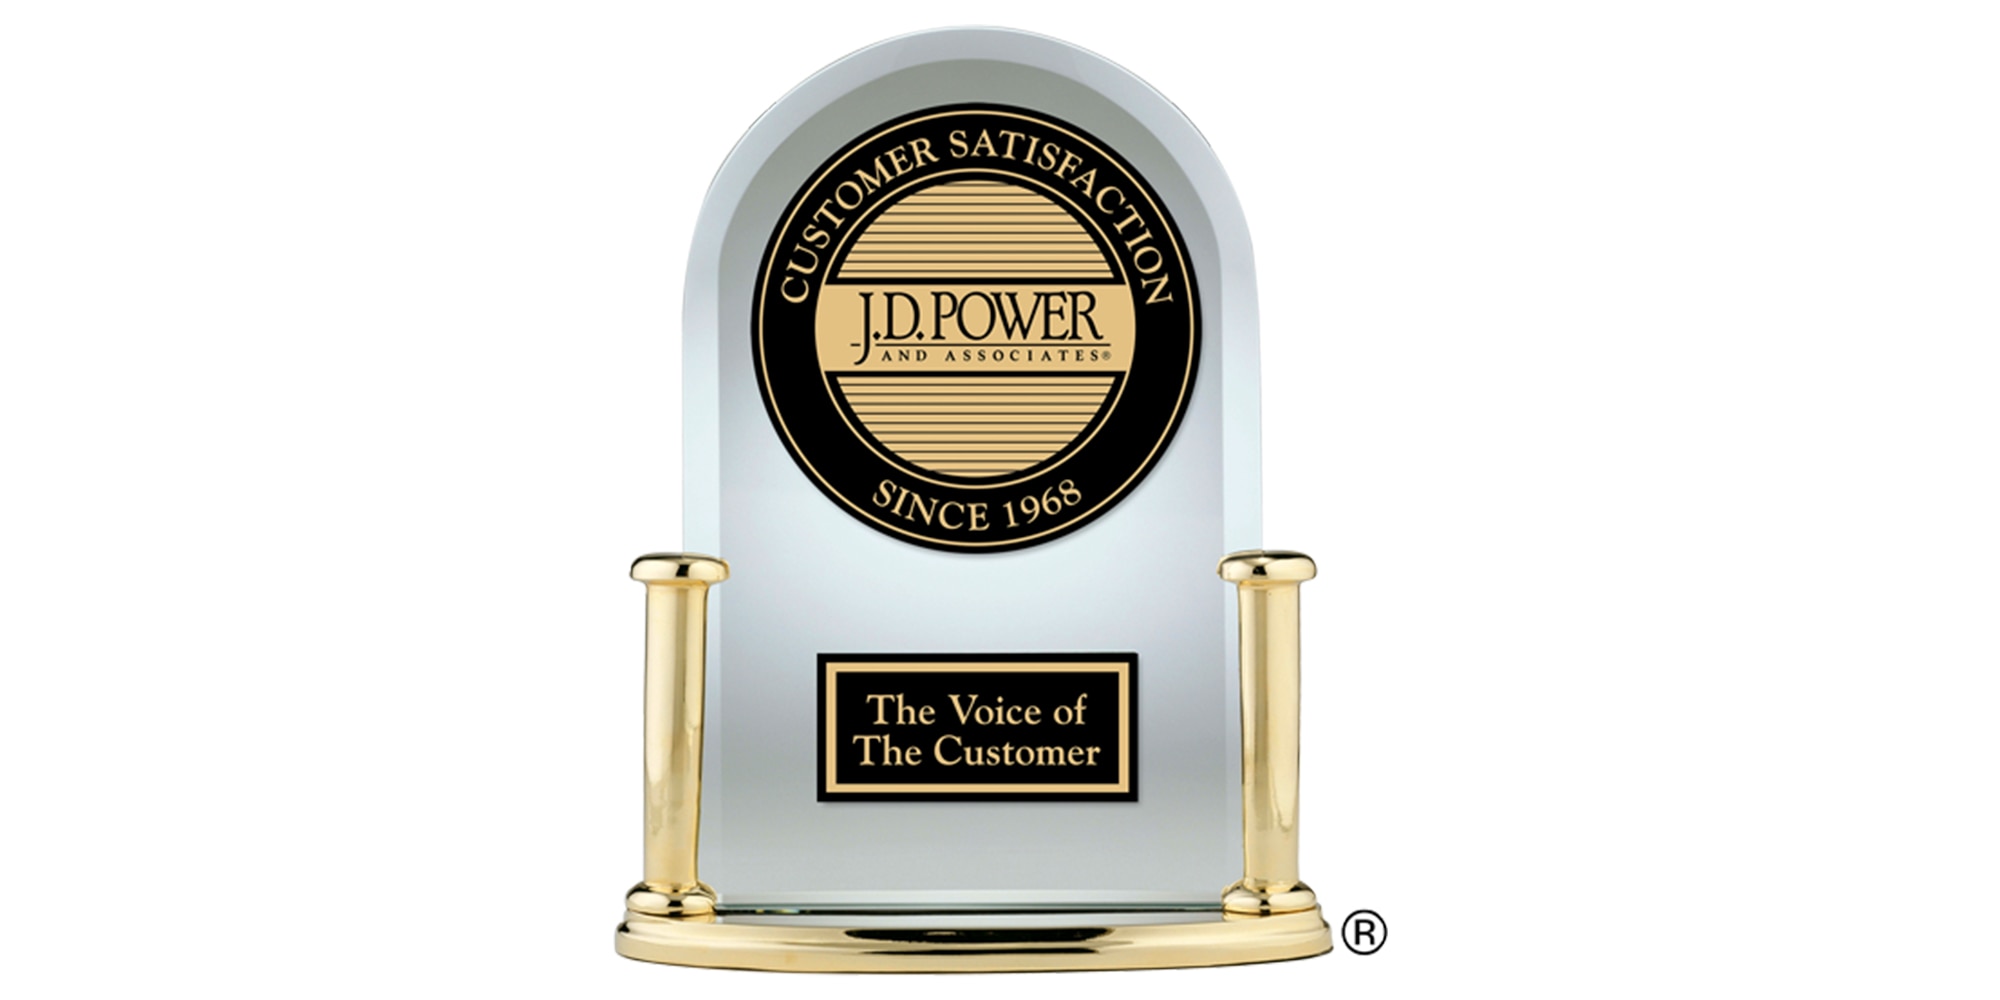 CUSTOMER SATISFACTION
J.D. POWER
AND ASSOCIATES®
SINCE 1968
The Voice of
The Customer
®